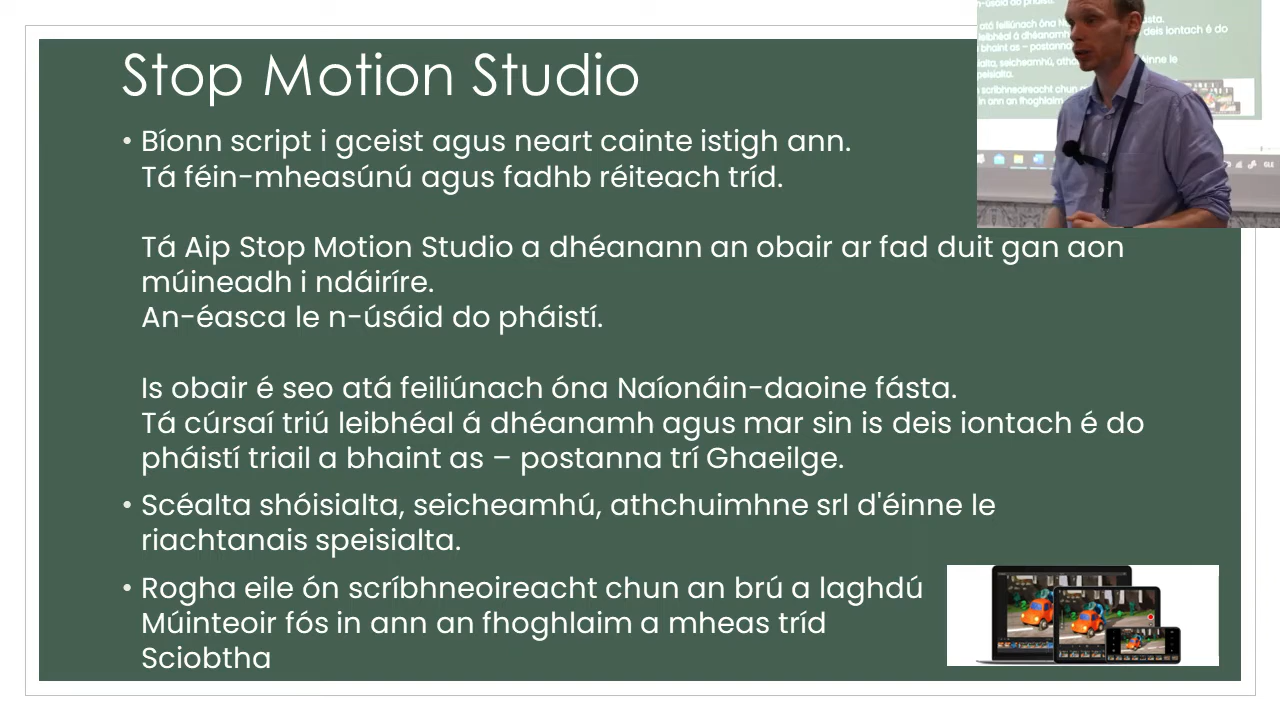 Stop Motion Studio
• Bíonn script i gceist agus neart cainte istigh ann.
Tá féin-mheasúnú agus fadhb réiteach tríd.
Tá Aip Stop Motion Studio a dhéanann an obair ar fad duit gan aon
múineadh i ndáiríre.
An-éasca le n-úsáid do pháistí.
Is obair é seo atá feiliúnach óna Naíonáin-daoine fásta.
Tá cúrsaí triú leibhéal á dhéanamh agus mar sin is deis iontach é do
pháistí triail a bhaint as – postanna trí Ghaeilge.
• Scéalta shóisialta, seicheamhú, athchuimhne srl d'éinne le
riachtanais speisialta.
• Rogha eile ón scríbhneoireacht chun an brú a laghdú
Múinteoir fós in ann an fhoghlaim a mheas tríd
Sciobtha